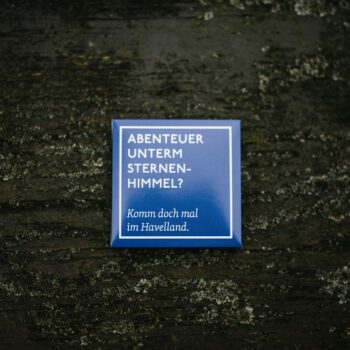 ABENTEUER
UNTERM
STERNEN-
HIMMEL?
Komm doch mal
im Havelland.